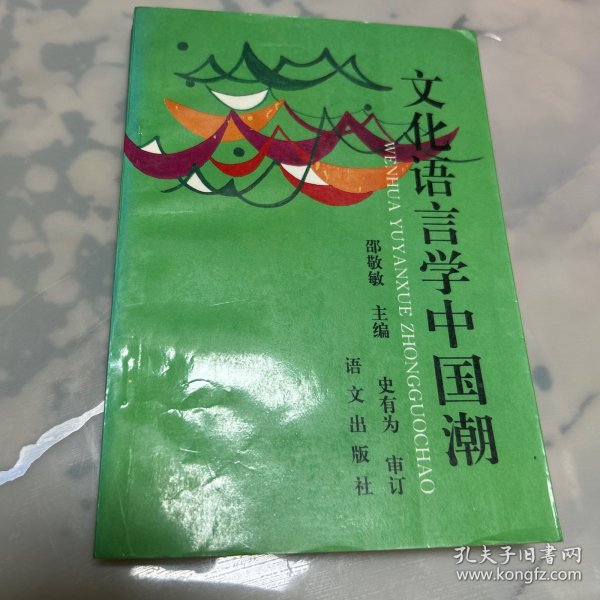 文化语言学中国潮
WENHUA YUYANXUE ZHONGGUOCHAO
邵敬敏 主编
史有为 审订
语文出版社
孔夫子旧书网
www.kongfz.com